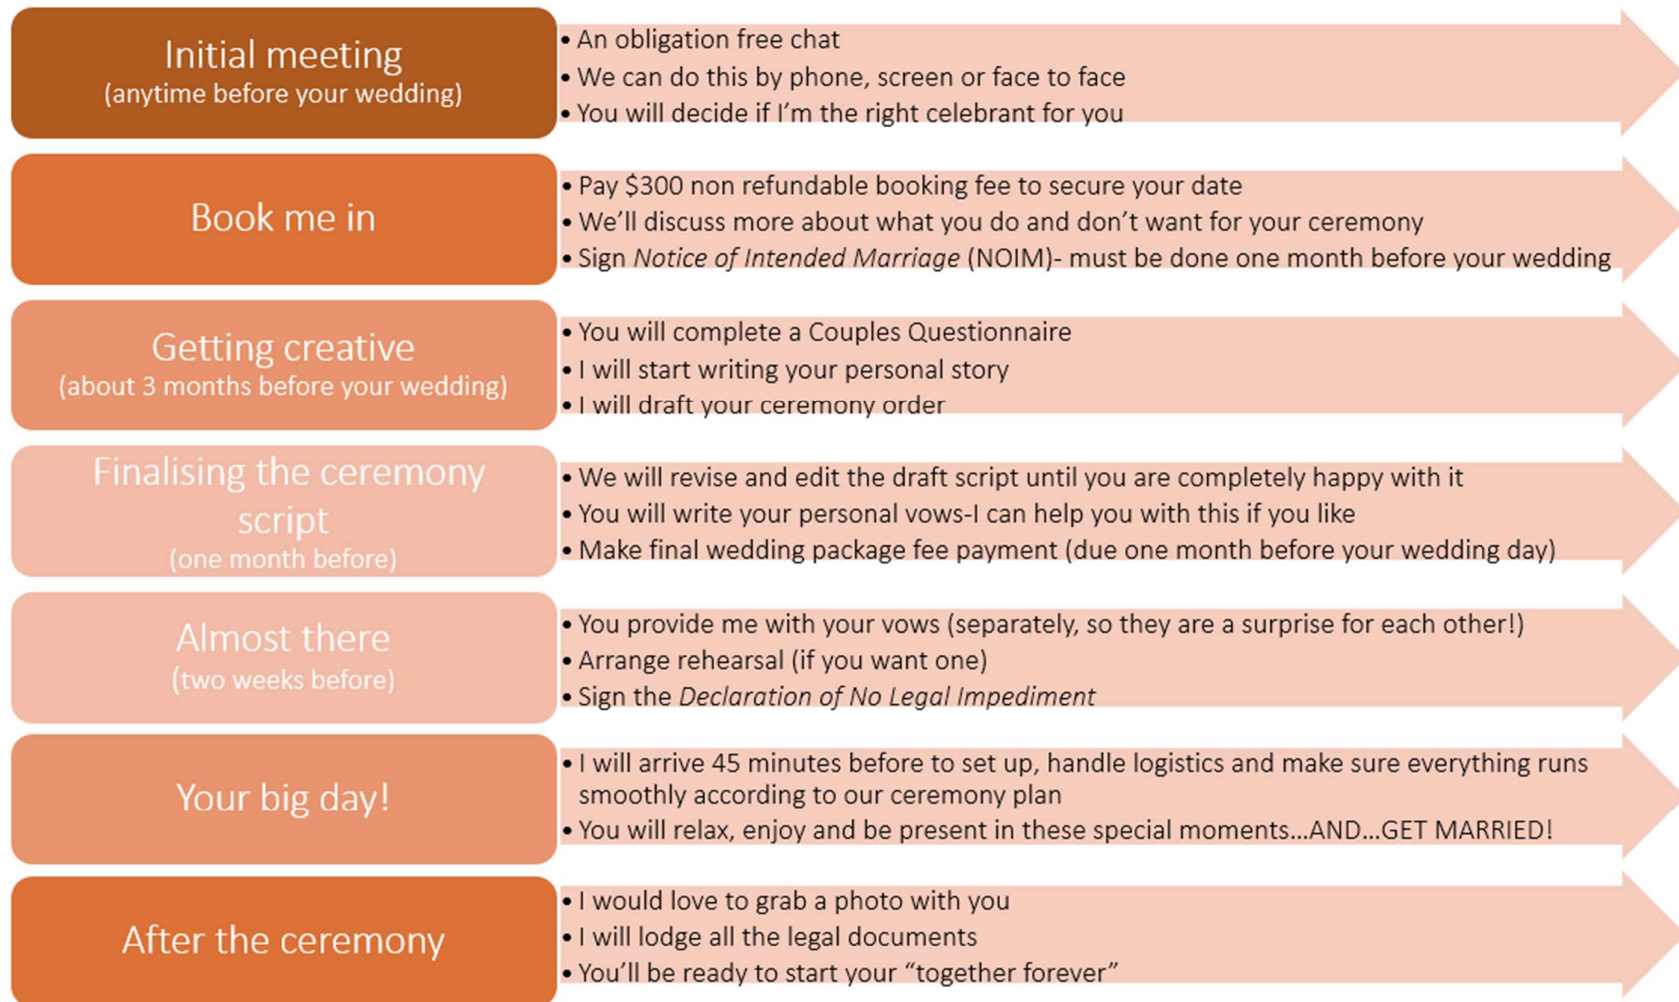 Initial meeting
(anytime before your wedding)
• An obligation free chat
• We can do this by phone, screen or face to face
• You will decide if I’m the right celebrant for you
Book me in
• Pay $300 non refundable booking fee to secure your date
• We’ll discuss more about what you do and don’t want for your ceremony
• Sign Notice of Intended Marriage (NOIM)- must be done one month before your wedding
Getting creative
(about 3 months before your wedding)
• You will complete a Couples Questionnaire
• I will start writing your personal story
• I will draft your ceremony order
Finalising the ceremony
script
(one month before)
• We will revise and edit the draft script until you are completely happy with it
• You will write your personal vows-I can help you with this if you like
• Make final wedding package fee payment (due one month before your wedding day)
Almost there
(two weeks before)
• You provide me with your vows (separately, so they are a surprise for each other!)
• Arrange rehearsal (if you want one)
• Sign the Declaration of No Legal Impediment
Your big day!
• I will arrive 45 minutes before to set up, handle logistics and make sure everything runs
smoothly according to our ceremony plan
• You will relax, enjoy and be present in these special moments...AND...GET MARRIED!
After the ceremony
• I would love to grab a photo with you
• I will lodge all the legal documents
• You’ll be ready to start your “together forever”